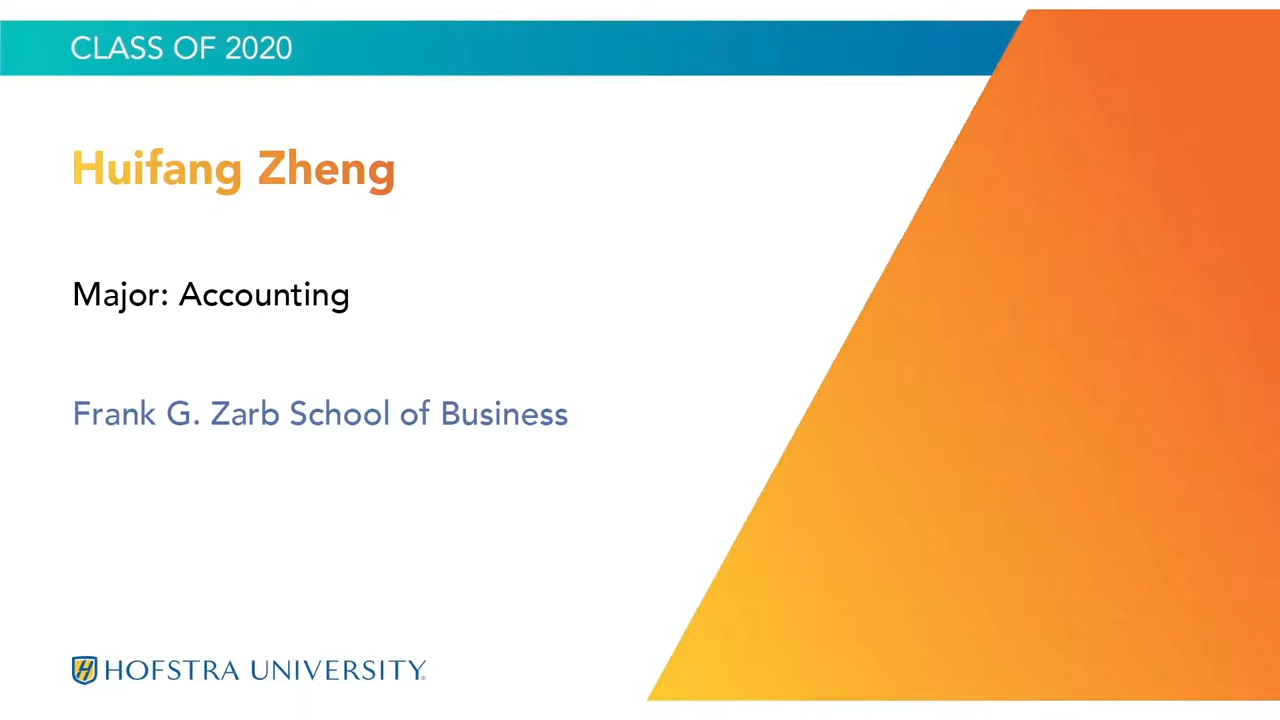 CLASS OF 2020
Huifang Zheng
Major: Accounting
Frank G. Zarb School of Business
H HOFSTRA UNIVERSITY®